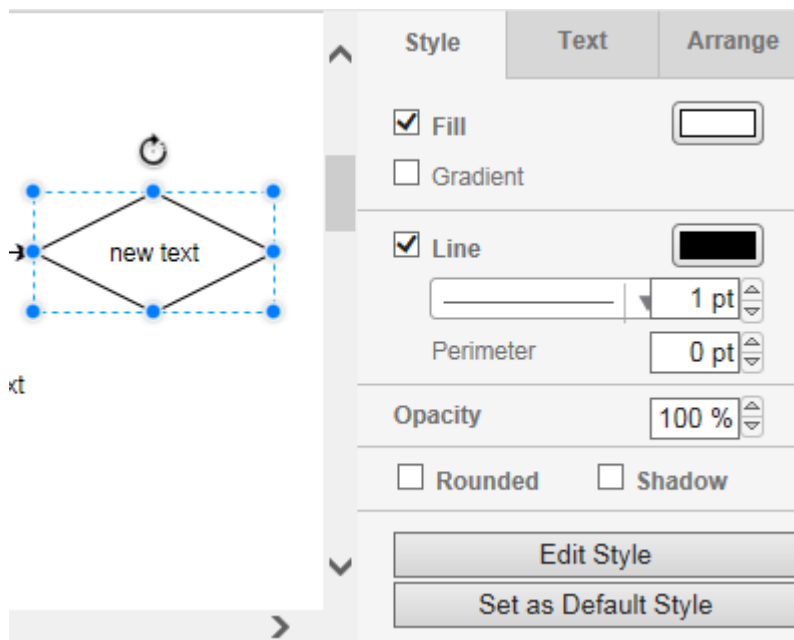 Style Text Arrange
Fill
Gradient
new text
Line
1 pt
Perimeter 0 pt
xt
Opacity 100 %
Rounded Shadow
Edit Style
Set as Default Style